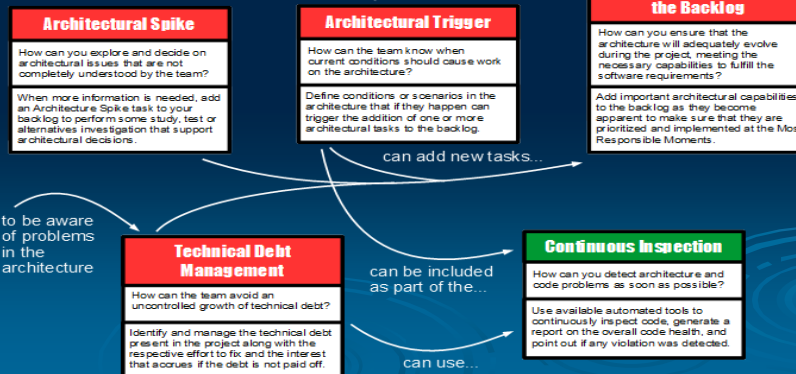 Architectural Spike
How can you explore and decide on
architectural issues that are not
completely understood by the team?
When more information is needed, add
an Architecture Spike task to your
backlog to perform some study, test or
alternatives investigation that support
architectural decisions.
Architectural Trigger
How can the team know when
current conditions should cause work
on the architecture?
Define conditions or scenarios in the
architecture that if they happen can
trigger the addition of one or more
architectural tasks to the backlog.
the Backlog
How can you ensure that the
architecture will adequately evolve
during the project, meeting the
necessary capabilities to fulfill the
software requirements?
Add important architectural capabilities
to the backlog as they become
apparent to make sure that they are
prioritized and implemented at the Mos
Responsible Moments.
can add new tasks...
to be aware
of problems
in the
architecture
Technical Debt
Management
How can the team avoid an
uncontrolled growth of technical debt?
Identify and manage the technical debt
present in the project along with the
respective effort to fix and the interest
that accrues if the debt is not paid off.
can be included
as part of the...
can use...
Continuous Inspection
How can you detect architecture and
code problems as soon as possible?
Use available automated tools to
continuously inspect code, generate a
report on the overall code health, and
point out if any violation was detected.